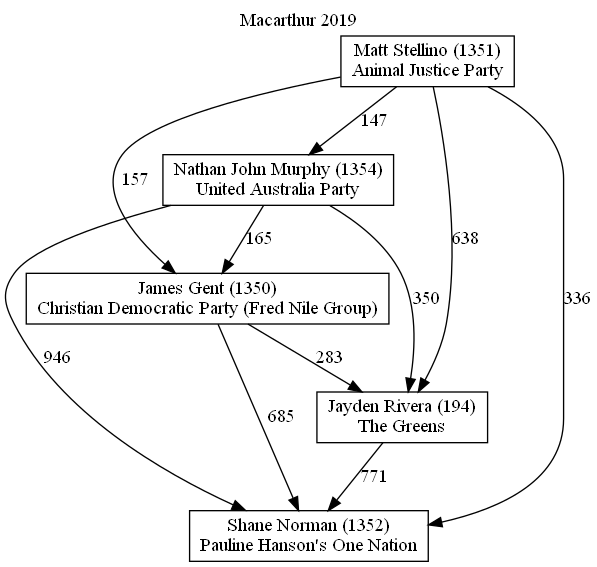 Macarthur 2019
Matt Stellino (1351)
Animal Justice Party
147
Nathan John Murphy (1354)
United Australia Party
157
165
638
350
336
James Gent (1350)
Christian Democratic Party (Fred Nile Group)
946
283
685
Jayden Rivera (194)
The Greens
771
Shane Norman (1352)
Pauline Hanson's One Nation